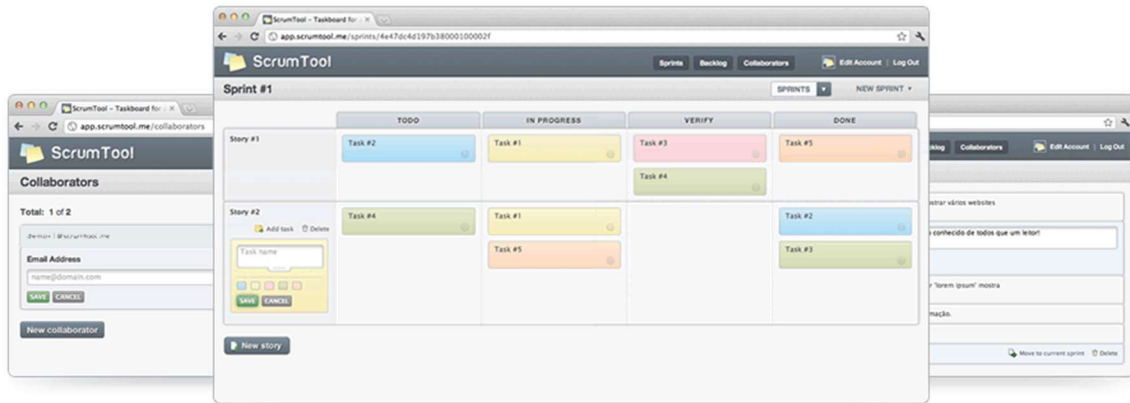 ScrumTool - Taskboard for
app.scrumtool.me/sprints/4e47dc4d197b38000100002f
ScrumTool
Sprints Backlog Collaborators Edit Account | Log Out
Sprint #1 SPRINTS NEW SPRINT
TODO IN PROGRESS VERIFY DONE
Story #1 Task #2 Task #1 Task #3 Task #5
Task #4
Story #2 Task #4 Task #1 Task #2
Add task Delete
Task name Task #5 Task #3
SAVE CANCEL
New story
ScrumTool - Taskboard for
app.scrumtool.me/collaborators
ScrumTool
Collaborators
Total: 1 of 2
Email Address
name@domain.com
SAVE CANCEL
New collaborator
Collaborators Edit Account | Log Out
vários websites
conhecido de todos que um leitor!
"lorem ipsum" mostra
Move to current sprint Delete